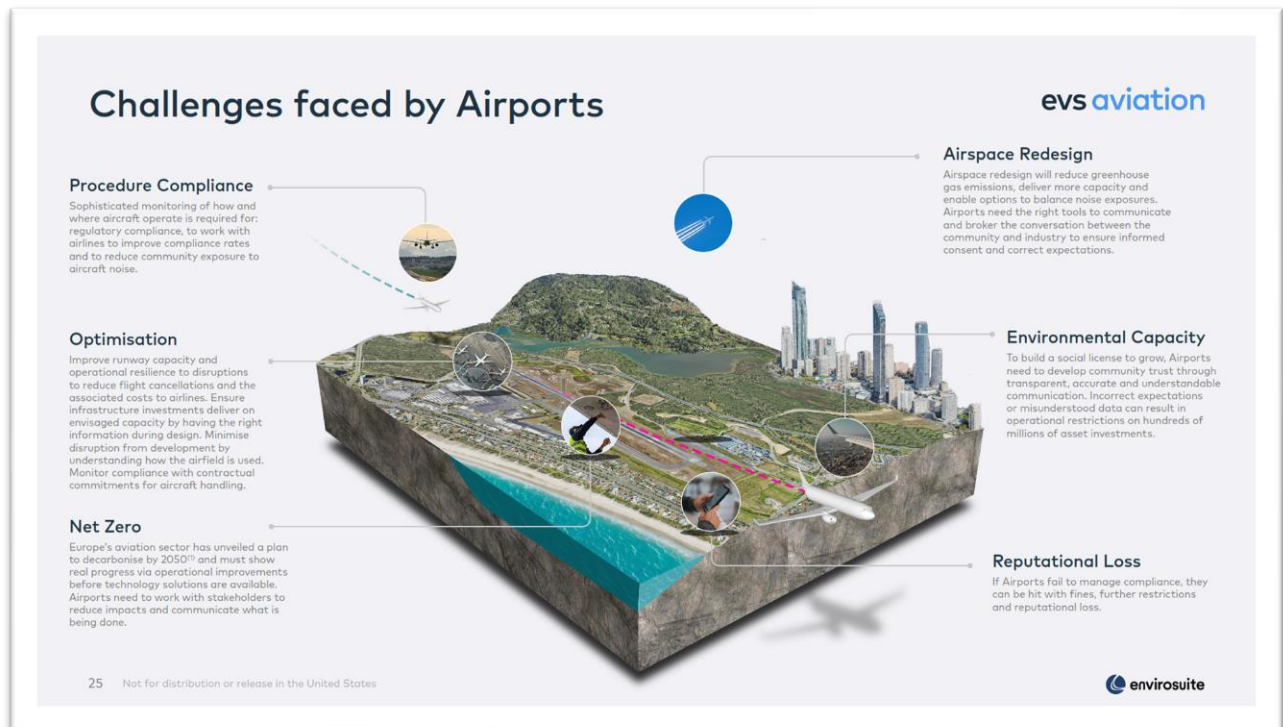 Challenges faced by Airports
evs aviation
Procedure Compliance
Sophisticated monitoring of how and
where aircraft operate is required for:
regulatory compliance, to work with
airlines to improve compliance rates
and to reduce community exposure to
aircraft noise.
Optimisation
Improve runway capacity and
operational resilience to disruptions
to reduce flight cancellations and the
associated costs to airlines. Ensure
infrastructure investments deliver on
envisaged capacity by having the right
information during design. Minimise
disruption from development by
understanding how the airfield is used.
Monitor compliance with contractual
commitments for aircraft handling.
Net Zero
Europe's aviation sector has unveiled a plan
to decarbonise by 2050⁽¹⁾ and must show
real progress via operational improvements
before technology solutions are available.
Airports need to work with stakeholders to
reduce impacts and communicate what is
being done.
Airspace Redesign
Airspace redesign will reduce greenhouse
gas emissions, deliver more capacity and
enable options to balance noise exposures.
Airports need the right tools to communicate
and broker the conversation between the
community and industry to ensure informed
consent and correct expectations.
Environmental Capacity
To build a social license to grow, Airports
need to develop community trust through
transparent, accurate and understandable
communication. Incorrect expectations
or misunderstood data can result in
operational restrictions on hundreds of
millions of asset investments.
Reputational Loss
If Airports fail to manage compliance, they
can be hit with fines, further restrictions
and reputational loss.
25 Not for distribution or release in the United States
envirosuite